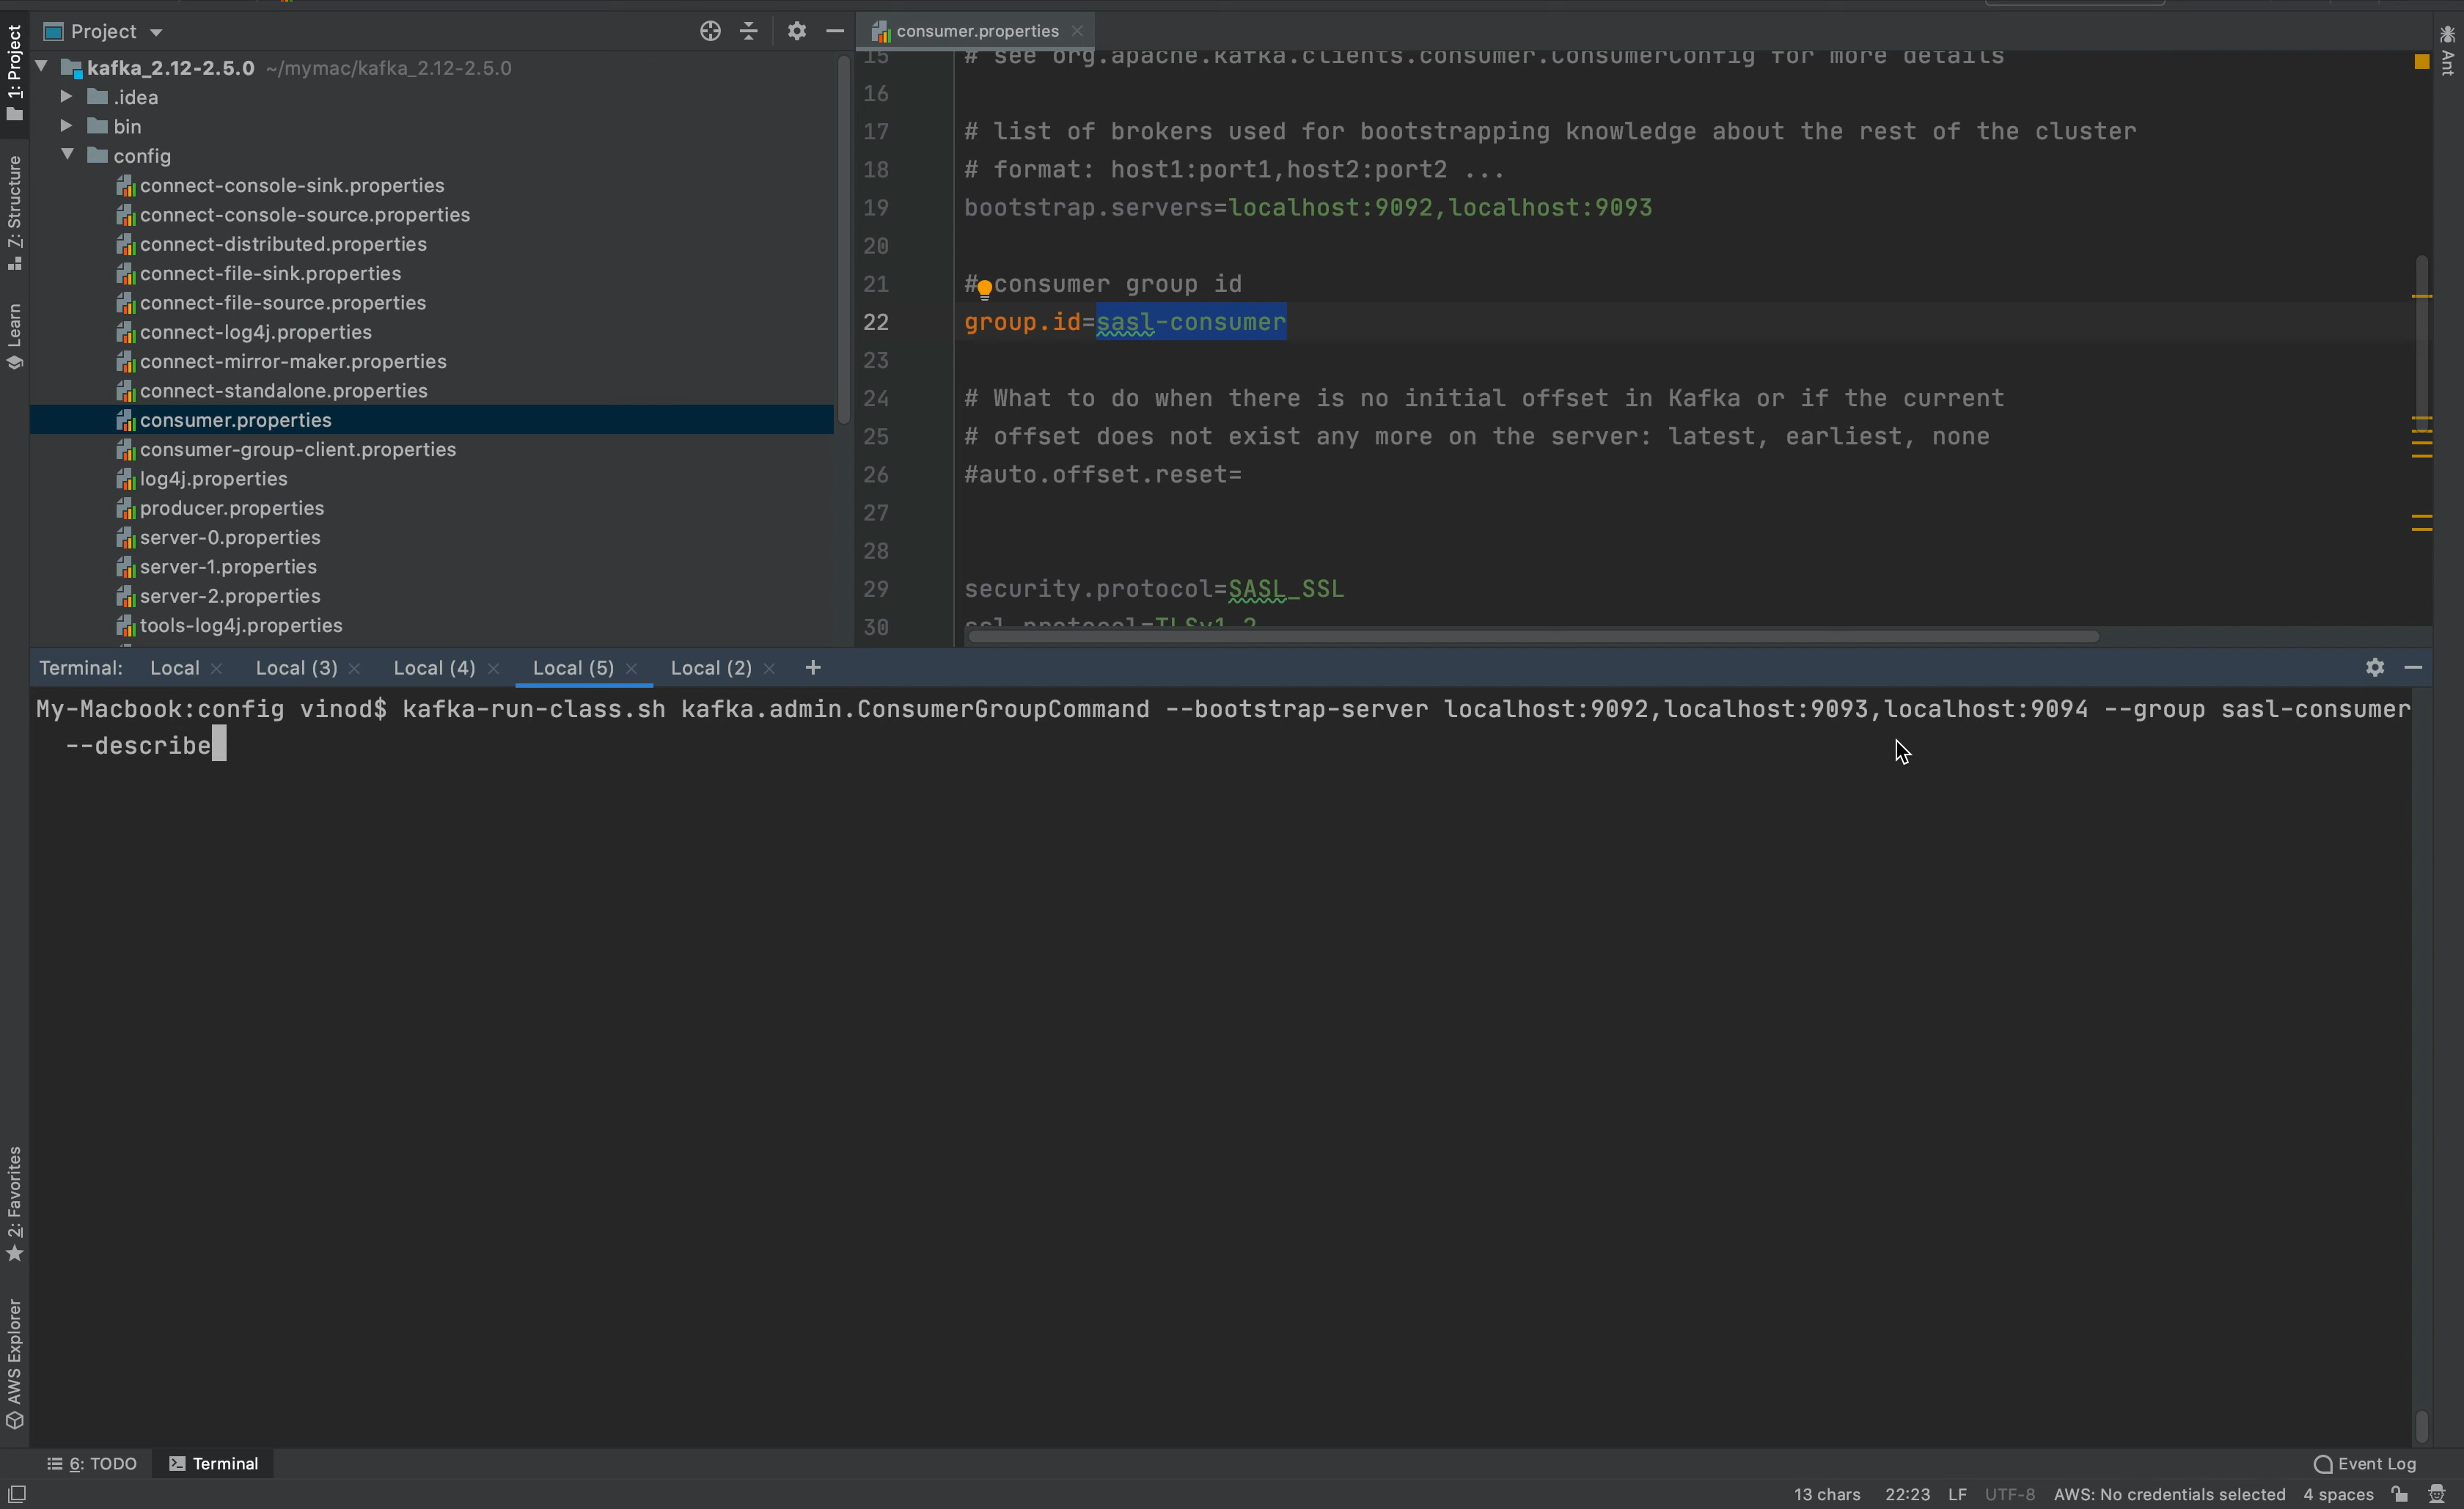 1: Project
7: Structure
Learn
2: Favorites
AWS Explorer
Project
kafka_2.12-2.5.0 ~/mymac/kafka_2.12-2.5.0
.idea
bin
config
connect-console-sink.properties
connect-console-source.properties
connect-distributed.properties
connect-file-sink.properties
connect-file-source.properties
connect-log4j.properties
connect-mirror-maker.properties
connect-standalone.properties
consumer.properties
consumer-group-client.properties
log4j.properties
producer.properties
server-0.properties
server-1.properties
server-2.properties
tools-log4j.properties
consumer.properties
15 # see org.apache.kafka.clients.consumer.ConsumerConfig for more details
16
17 # list of brokers used for bootstrapping knowledge about the rest of the cluster
18 # format: host1:port1,host2:port2 ...
19 bootstrap.servers=localhost:9092,localhost:9093
20
21 # consumer group id
22 group.id=sasl-consumer
23
24 # What to do when there is no initial offset in Kafka or if the current
25 # offset does not exist any more on the server: latest, earliest, none
26 #auto.offset.reset=
27
28
29 security.protocol=SASL_SSL
30 ssl.protocol=TLSv1.2
Ant
Terminal: Local Local (3) Local (4) Local (5) Local (2) +
My-Macbook:config vinod$ kafka-run-class.sh kafka.admin.ConsumerGroupCommand --bootstrap-server localhost:9092,localhost:9093,localhost:9094 --group sasl-consumer
--describe
6: TODO Terminal Event Log
13 chars 22:23 LF UTF-8 AWS: No credentials selected 4 spaces